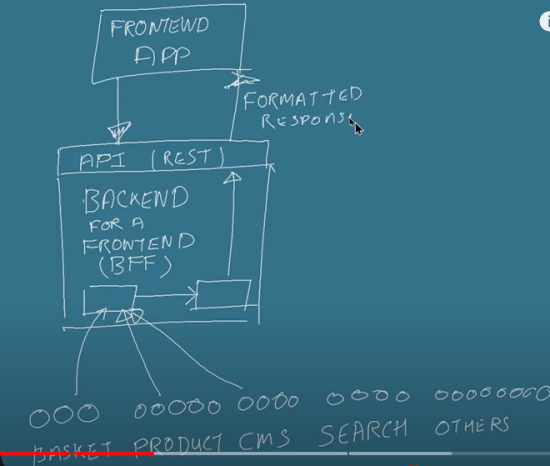 FRONTEND
APP
FORMATTED
RESPONS
API (REST)
BACKEND
FOR A
FRONTEND
(BFF)
BASKET PRODUCT CMS SEARCH OTHERS